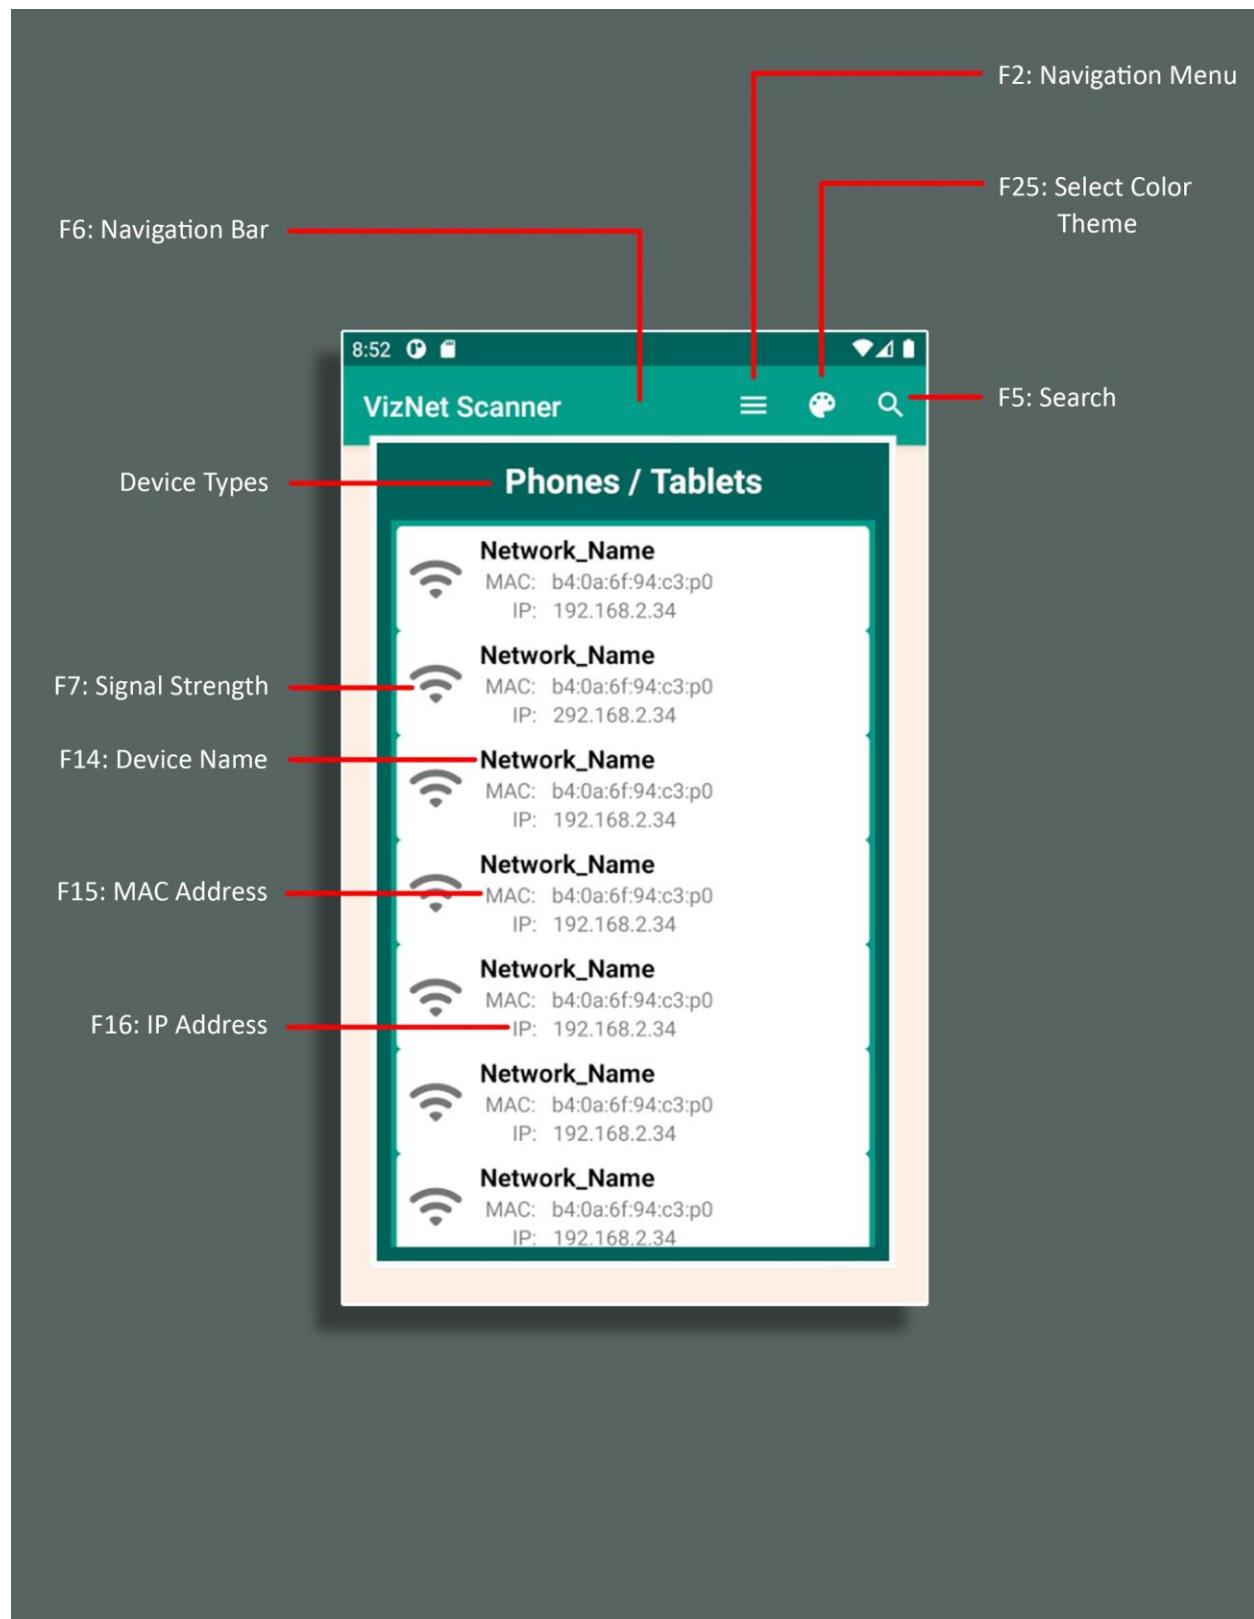 F2: Navigation Menu
F25: Select Color
Theme
F6: Navigation Bar
8:52
VizNet Scanner
F5: Search
Device Types
Phones / Tablets
Network_Name
MAC: b4:0a:6f:94:c3:p0
IP: 192.168.2.34
Network_Name
F7: Signal Strength
MAC: b4:0a:6f:94:c3:p0
IP: 292.168.2.34
F14: Device Name
Network_Name
MAC: b4:0a:6f:94:c3:p0
IP: 192.168.2.34
Network_Name
F15: MAC Address
MAC: b4:0a:6f:94:c3:p0
IP: 192.168.2.34
Network_Name
MAC: b4:0a:6f:94:c3:p0
F16: IP Address
IP: 192.168.2.34
Network_Name
MAC: b4:0a:6f:94:c3:p0
IP: 192.168.2.34
Network_Name
MAC: b4:0a:6f:94:c3:p0
IP: 192.168.2.34